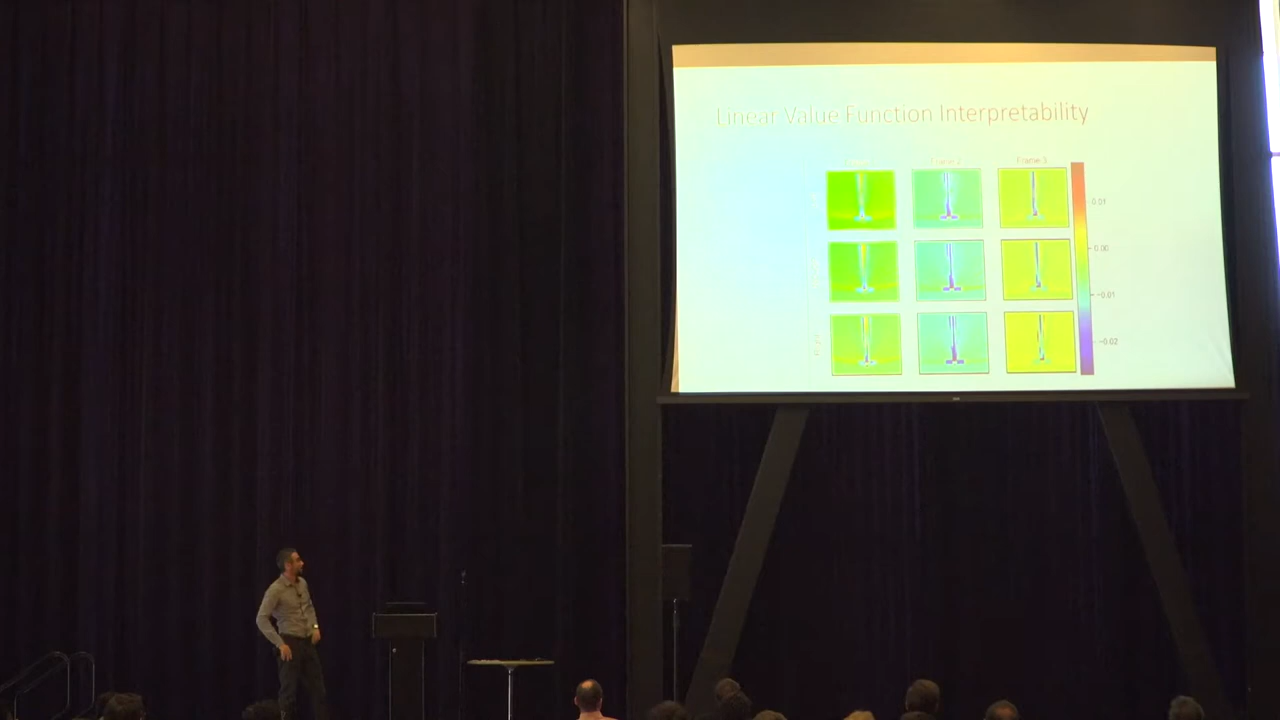 Linear Value Function Interpretability
Frame 2
Frame 3
0.01
0.00
−0.01
−0.02